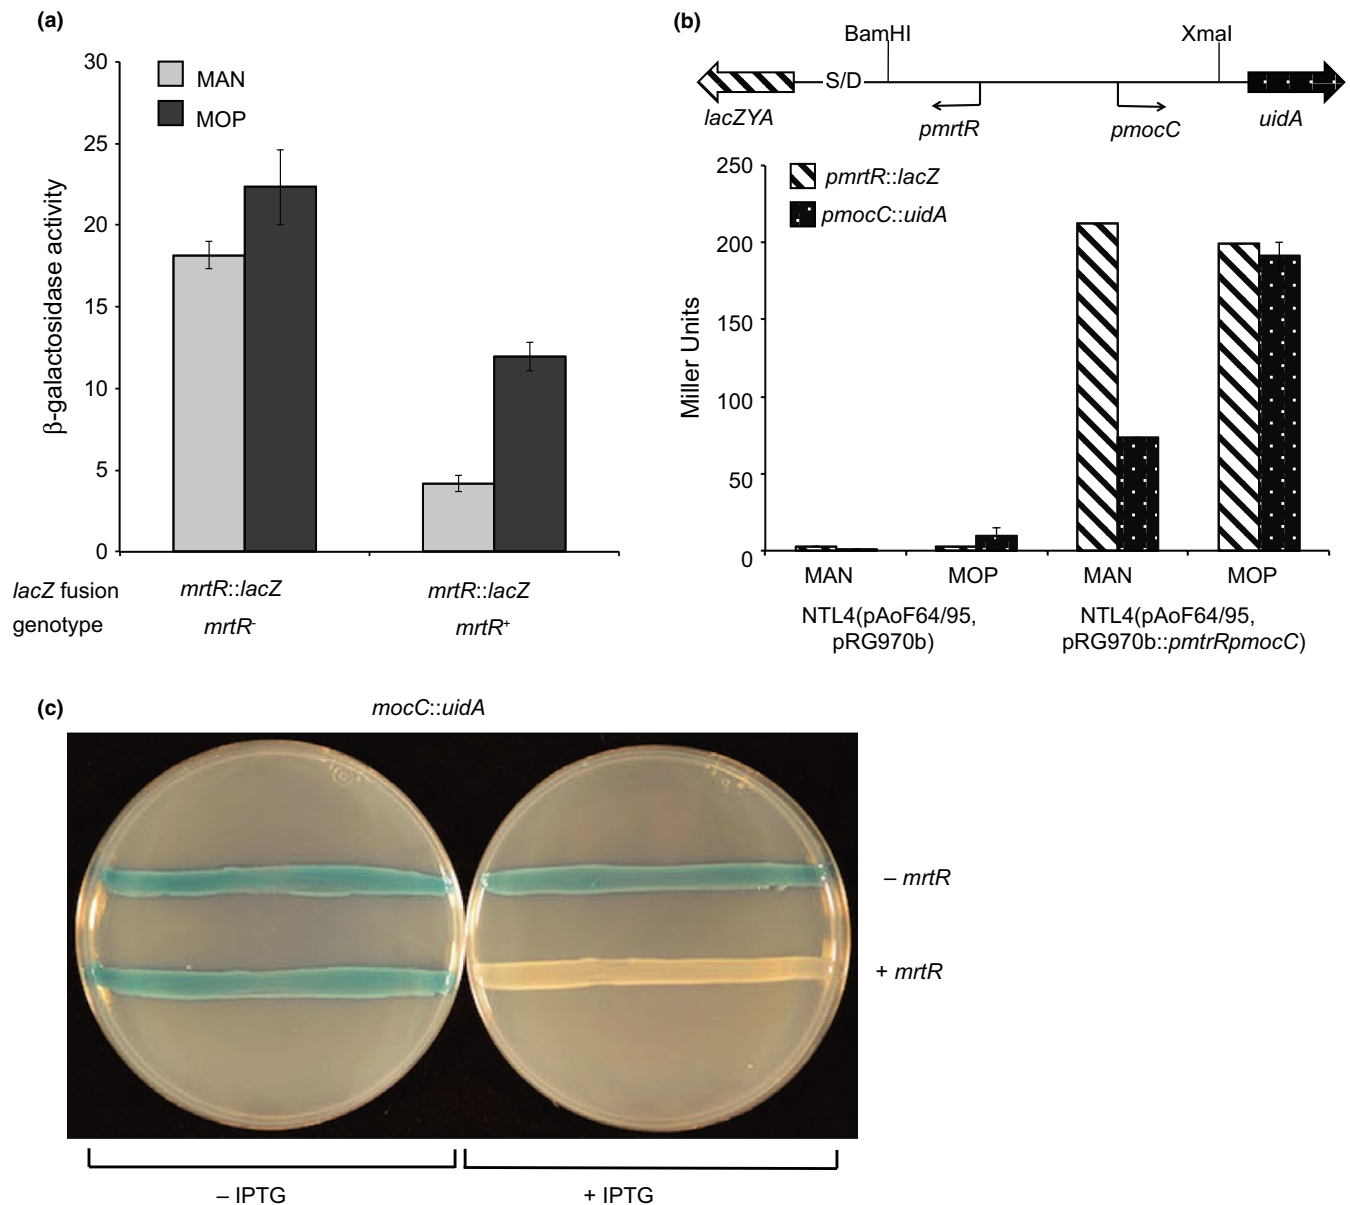 (a)
30
25
20
15
10
5
0
β-galactosidase activity
MAN
MOP
lacZ fusion
mrtR::lacZ
mrtR::lacZ
genotype
mrtR-
mrtR+
(b)
BamHI
XmaI
S/D
lacZYA
pmrtR
pmocC
uidA
250
200
150
100
50
0
Miller Units
pmrtR::lacZ
pmocC::uidA
MAN
MOP
MAN
MOP
NTL4(pAoF64/95,
pRG970b)
NTL4(pAoF64/95,
pRG970b::pmtrRpmocC)
(c)
mocC::uidA
– mrtR
+ mrtR
– IPTG
+ IPTG